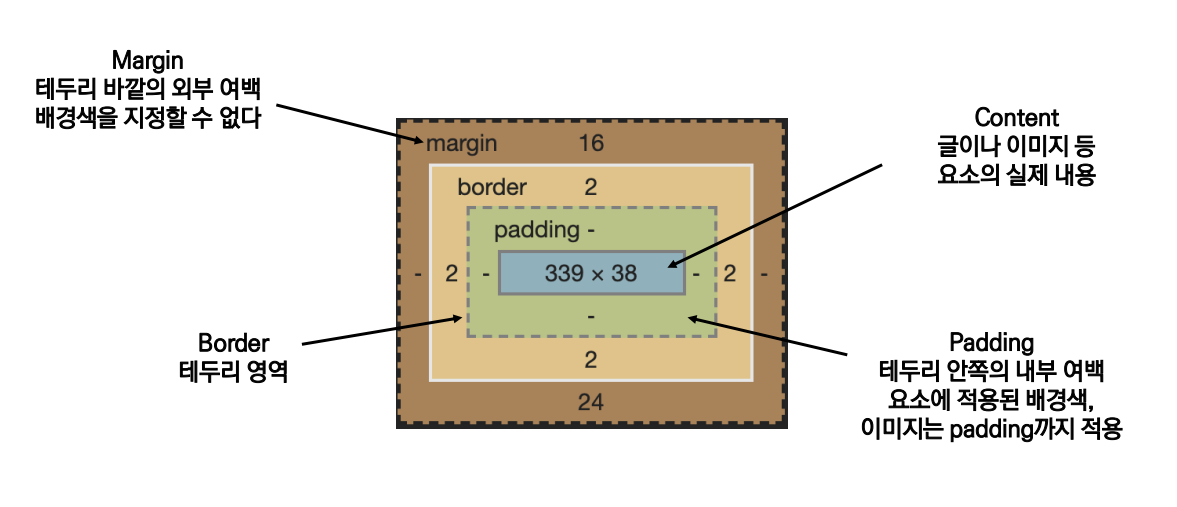 Margin
테두리 바깥의 외부 여백
배경색을 지정할 수 없다
Content
글이나 이미지 등
요소의 실제 내용
margin 16
border 2
padding -
- 2 - 339 × 38 - 2 -
-
2
24
Border
테두리 영역
Padding
테두리 안쪽의 내부 여백
요소에 적용된 배경색,
이미지는 padding까지 적용